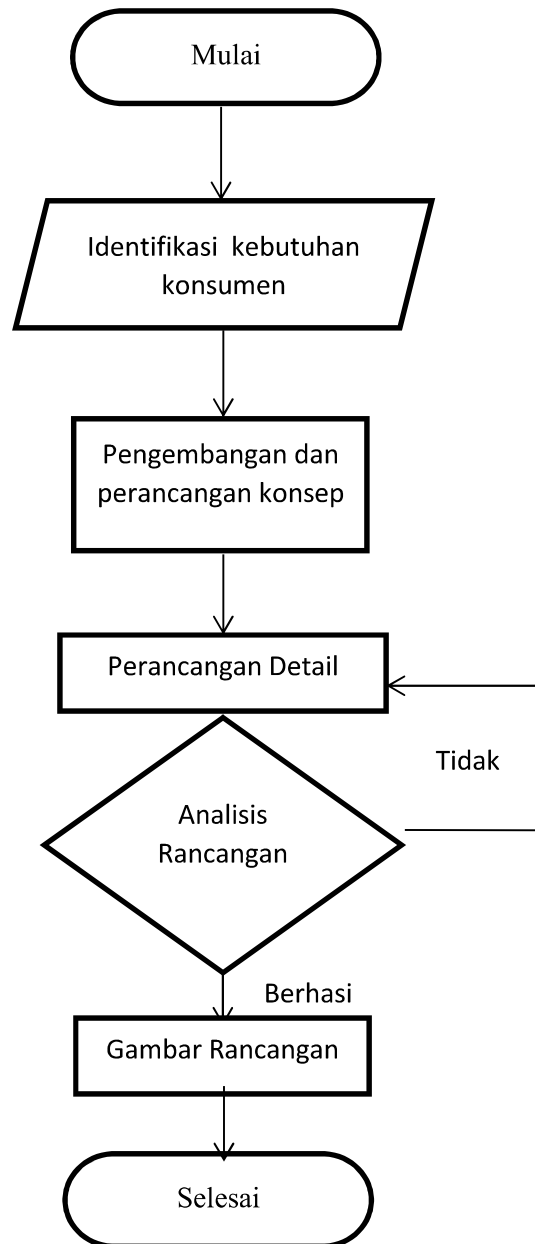 Mulai
Identifikasi kebutuhan
konsumen
Pengembangan dan
perancangan konsep
Perancangan Detail
Tidak
Analisis
Rancangan
Berhasi
Gambar Rancangan
Selesai